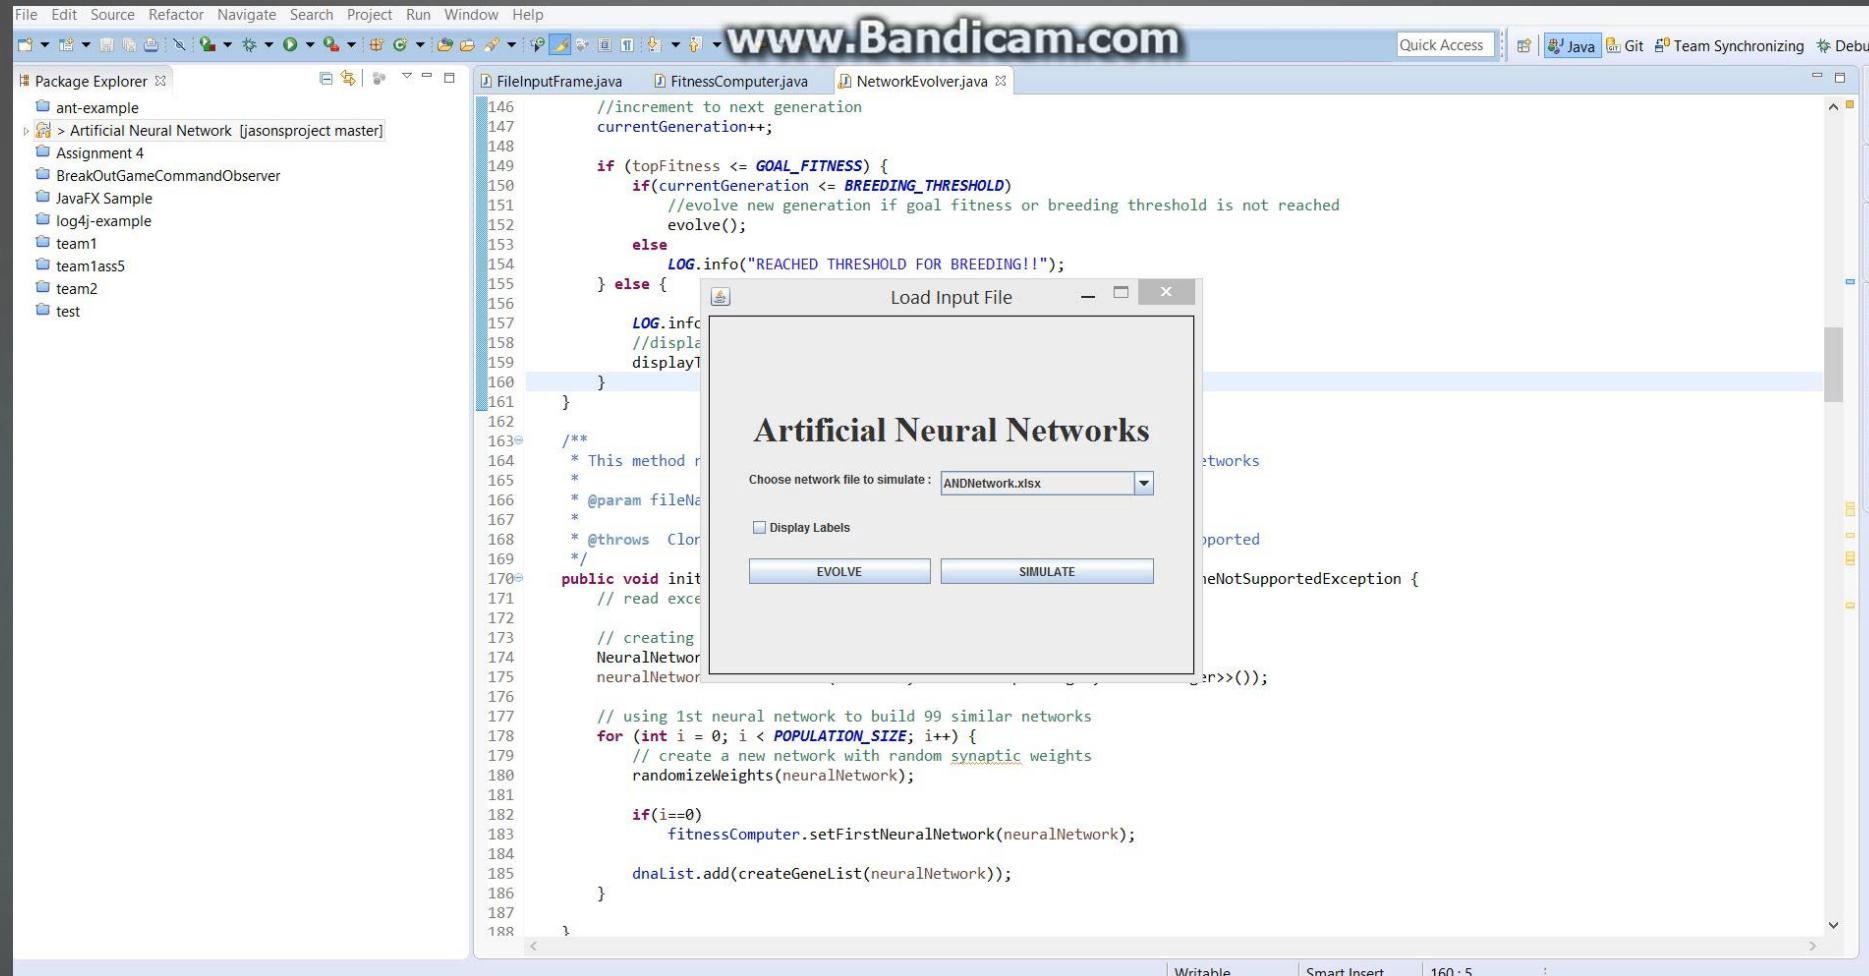 File Edit Source Refactor Navigate Search Project Run Window Help
www.Bandicam.com
Quick Access Java Git Team Synchronizing Debu
Package Explorer
ant-example
> Artificial Neural Network [jasonsproject master]
Assignment 4
BreakOutGameCommandObserver
JavaFX Sample
log4j-example
team1
team1ass5
team2
test
FileInputFrame.java FitnessComputer.java NetworkEvolver.java
146 //increment to next generation
147 currentGeneration++;
148
149 if (topFitness <= GOAL_FITNESS) {
150 if(currentGeneration <= BREEDING_THRESHOLD)
151 //evolve new generation if goal fitness or breeding threshold is not reached
152 evolve();
153 else
154 LOG.info("REACHED THRESHOLD FOR BREEDING!!");
155 } else {
156
157 LOG.info
158 //displa
159 displayT
160 }
161 }
162
163 /**
164 * This method r etworks
165 *
166 * @param fileNa
167 *
168 * @throws Clon pported
169 */
170 public void init eNotSupportedException {
171 // read exce
172
173 // creating
174 NeuralNetwor
175 neuralNetwor er>>());
176
177 // using 1st neural network to build 99 similar networks
178 for (int i = 0; i < POPULATION_SIZE; i++) {
179 // create a new network with random synaptic weights
180 randomizeWeights(neuralNetwork);
181
182 if(i==0)
183 fitnessComputer.setFirstNeuralNetwork(neuralNetwork);
184
185 dnaList.add(createGeneList(neuralNetwork));
186 }
187
188 }
Load Input File
Artificial Neural Networks
Choose network file to simulate : ANDNetwork.xlsx
Display Labels
EVOLVE SIMULATE
Writable Smart Insert 160 : 5